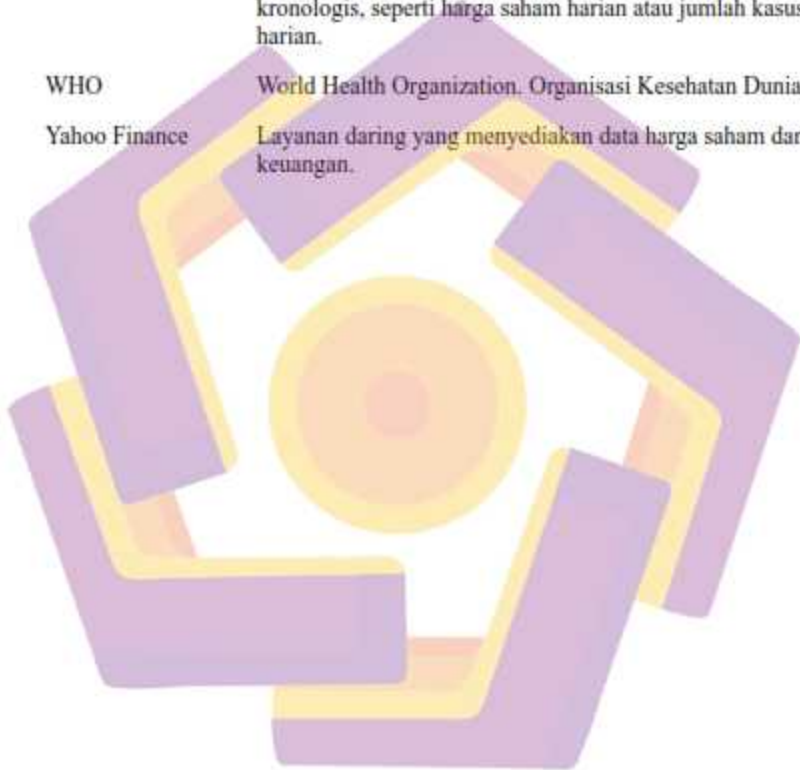 kronologis, seperti harga saham harian atau jumlah kasus
harian.
WHO World Health Organization. Organisasi Kesehatan Dunia
Yahoo Finance Layanan daring yang menyediakan data harga saham dan
keuangan.